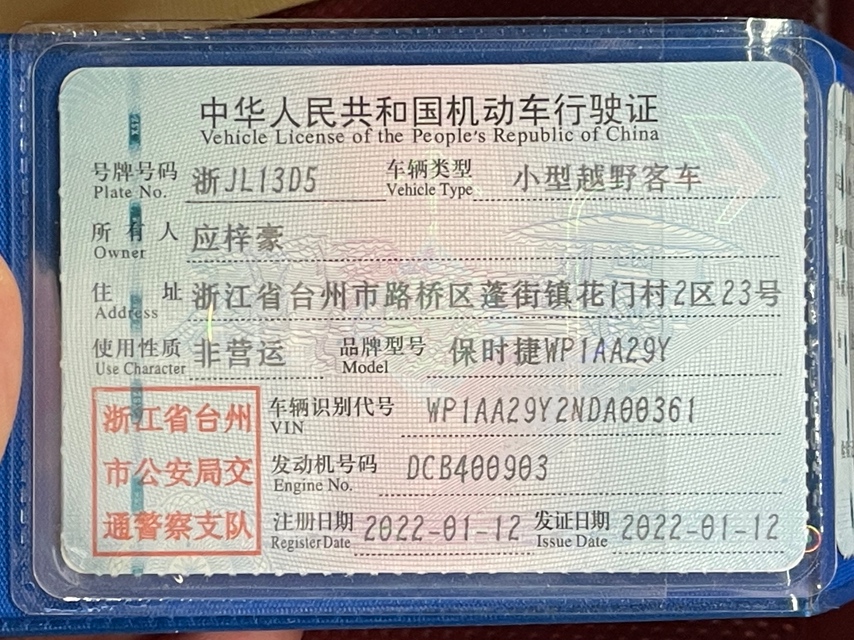 中华人民共和国机动车行驶证
Vehicle License of the People's Republic of China
号牌号码 浙JL13D5 车辆类型 小型越野客车
Plate No. Vehicle Type
所有人 应梓豪
Owner
住址 浙江省台州市路桥区蓬街镇花门村2区23号
Address
使用性质 非营运 品牌型号 保时捷WP1AA29Y
Use Character Model
浙江省台州 车辆识别代号 WP1AA29Y2NDA00361
VIN
市公安局交 发动机号码 DCB400903
Engine No.
通警察支队 注册日期 2022-01-12 发证日期 2022-01-12
Register Date Issue Date